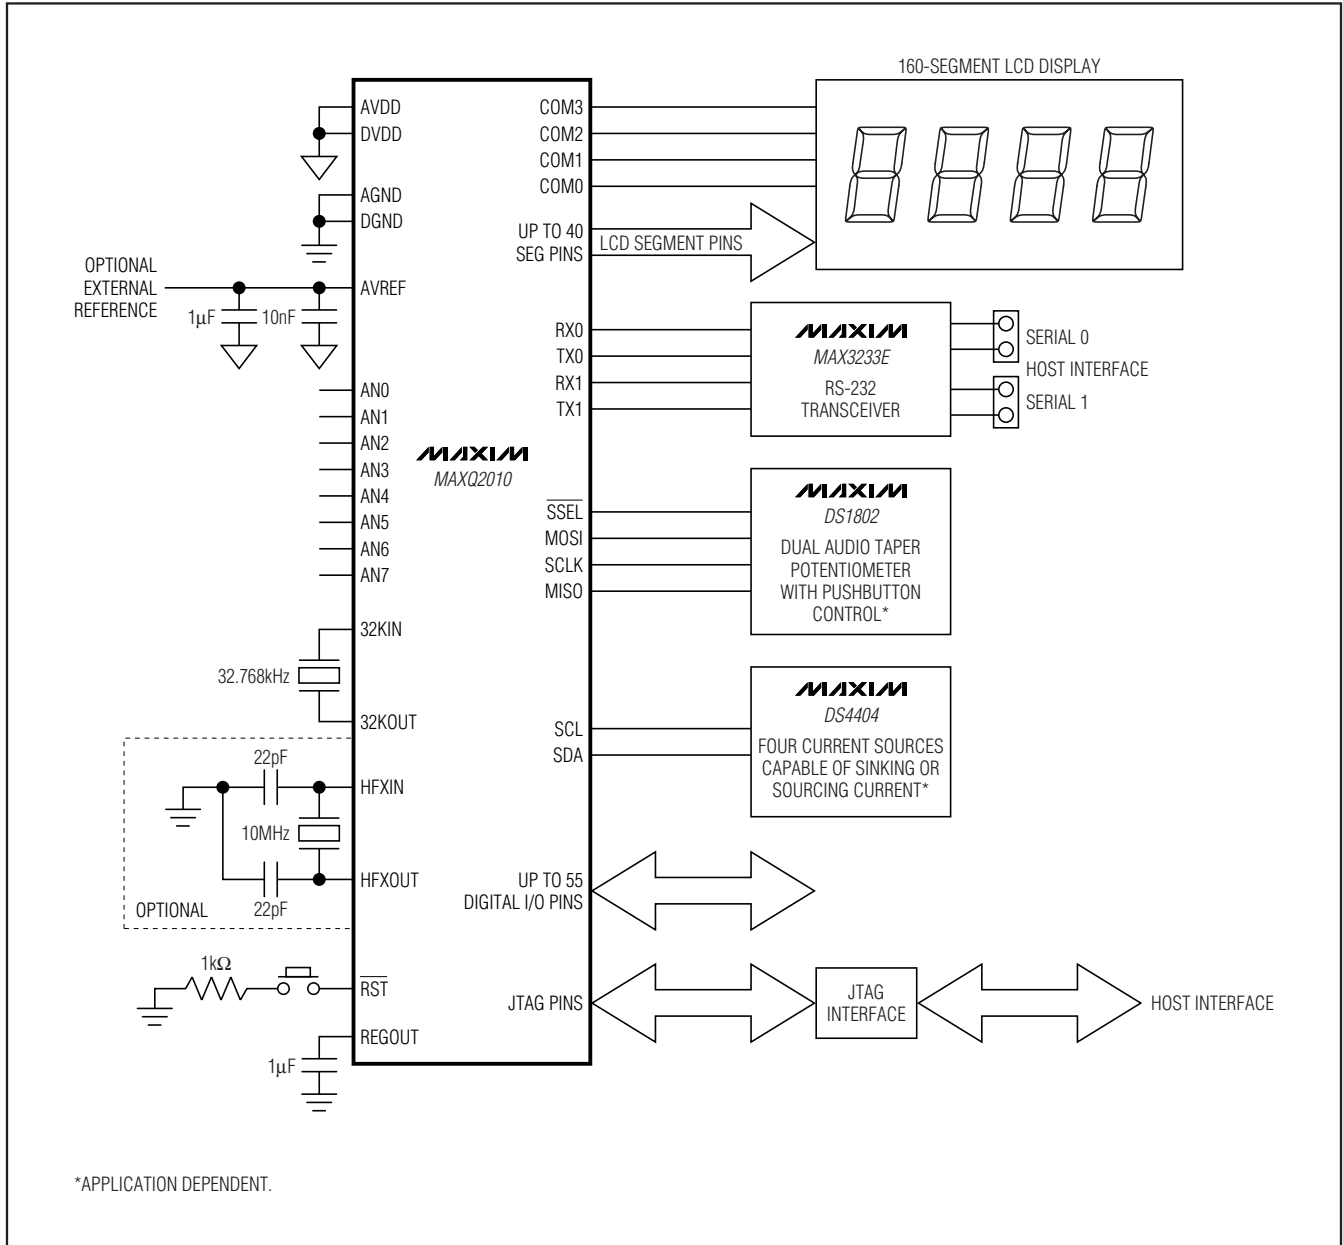 160-SEGMENT LCD DISPLAY
AVDD
DVDD
AGND
DGND
OPTIONAL
EXTERNAL
REFERENCE
1µF
10nF
AVREF
AN0
AN1
AN2
AN3
AN4
AN5
AN6
AN7
32KIN
32.768kHz
32KOUT
22pF
HFXIN
10MHz
HFXOUT
22pF
OPTIONAL
1kΩ
RST
REGOUT
1µF
MAXIM
MAXQ2010
COM3
COM2
COM1
COM0
UP TO 40
SEG PINS
LCD SEGMENT PINS
RX0
TX0
RX1
TX1
MAXIM
MAX3233E
RS-232
TRANSCEIVER
SERIAL 0
HOST INTERFACE
SERIAL 1
SSEL
MOSI
SCLK
MISO
MAXIM
DS1802
DUAL AUDIO TAPER
POTENTIOMETER
WITH PUSHBUTTON
CONTROL*
SCL
SDA
MAXIM
DS4404
FOUR CURRENT SOURCES
CAPABLE OF SINKING OR
SOURCING CURRENT*
UP TO 55
DIGITAL I/O PINS
JTAG PINS
JTAG
INTERFACE
HOST INTERFACE
*APPLICATION DEPENDENT.